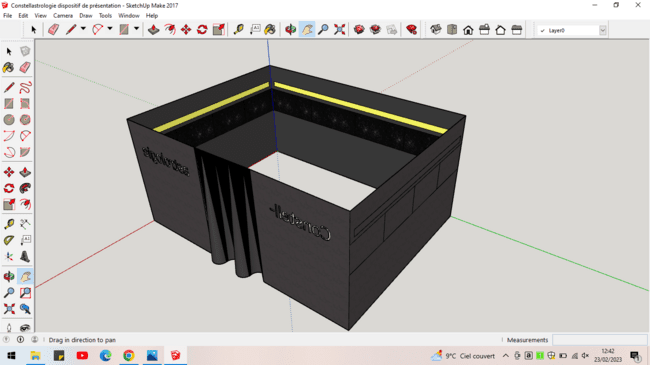 Constellastrologie dispositif de présentation - SketchUp Make 2017
File Edit View Camera Draw Tools Window Help
Layer0
Drag in direction to pan
Measurements
9°C Ciel couvert
12:42
23/02/2023